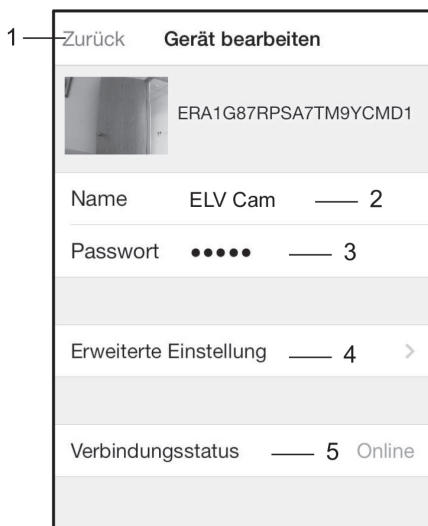 1 Zurück Gerät bearbeiten
ERA1G87RPSA7TM9YCMD1
Name ELV Cam 2
Passwort ●●●●● 3
Erweiterte Einstellung 4 >
Verbindungsstatus 5 Online